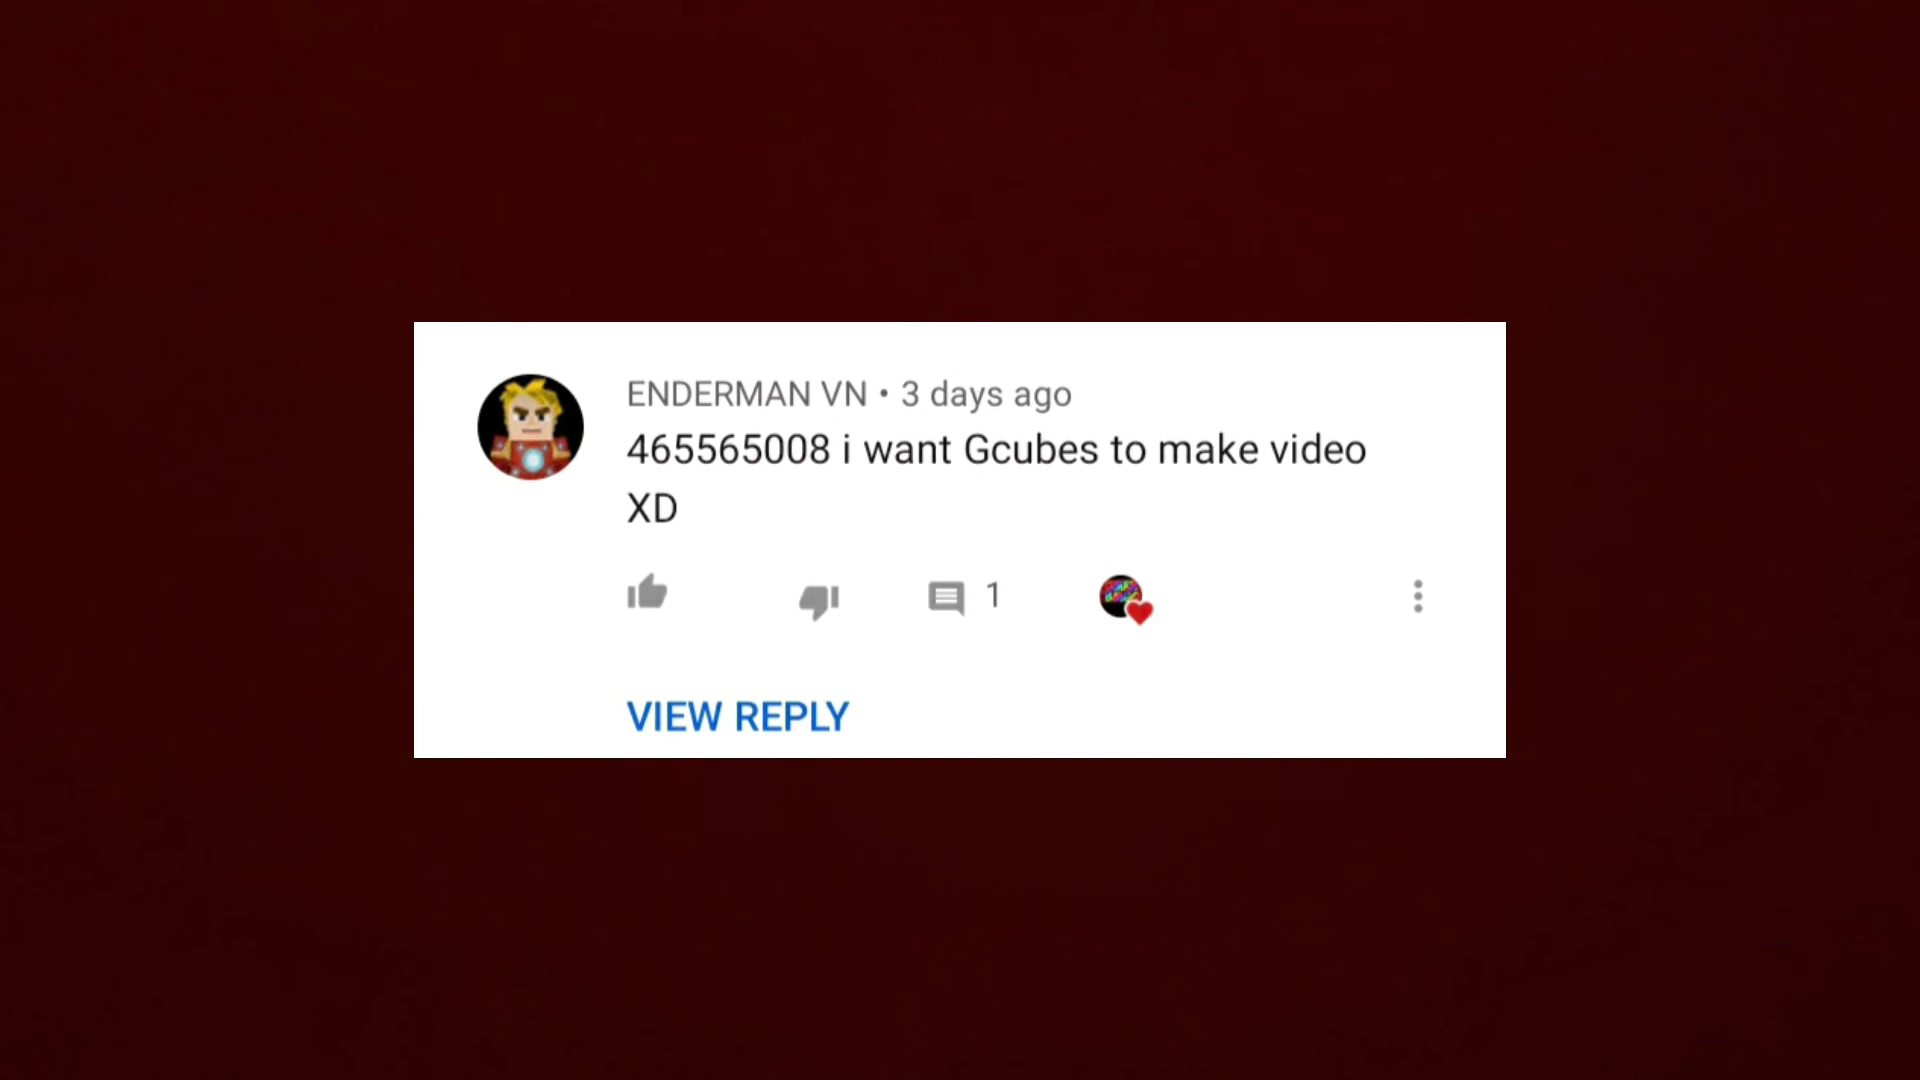 ENDERMAN VN • 3 days ago
465565008 i want Gcubes to make video
XD
1
VIEW REPLY